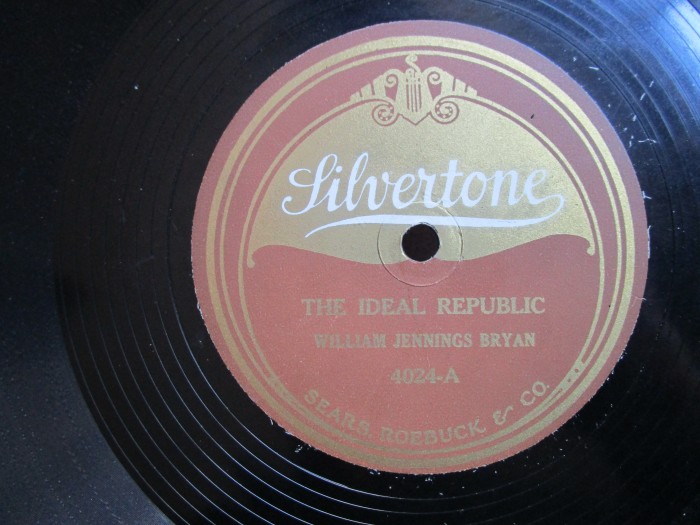 Silvertone
THE IDEAL REPUBLIC
WILLIAM JENNINGS BRYAN
4024-A
SEARS, ROEBUCK & CO.